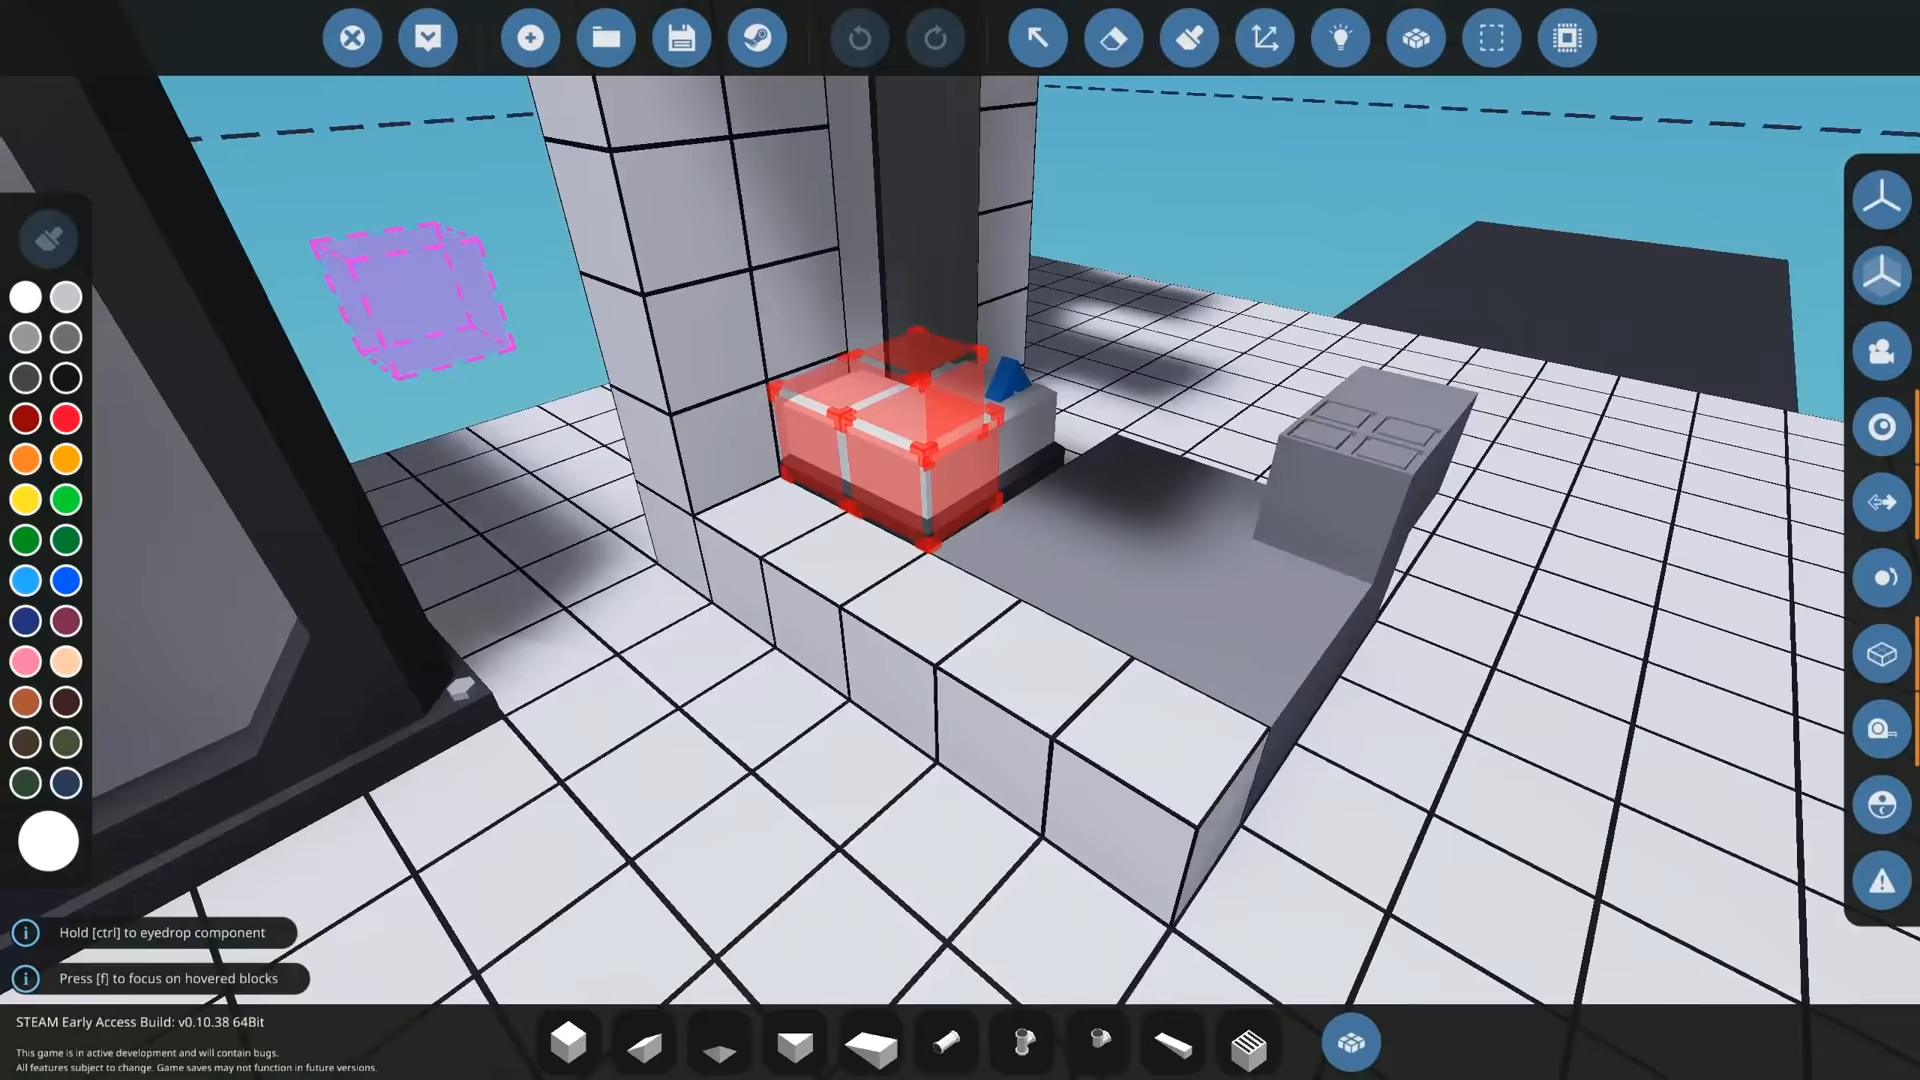 Hold [ctrl] to eyedrop component
Press [f] to focus on hovered blocks
STEAM Early Access Build: v0.10.38 64Bit
This game is in active development and will contain bugs.
All features subject to change. Game saves may not function in future versions.